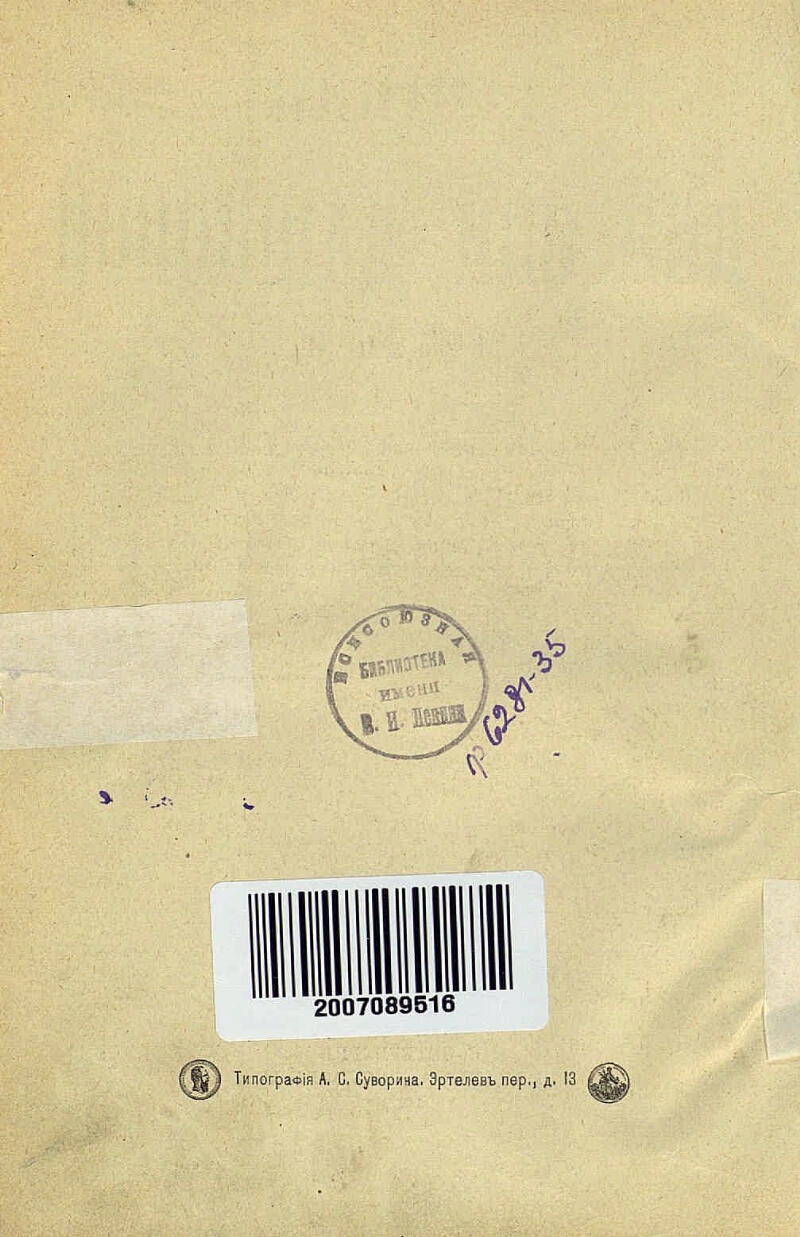 ВСЕСОЮЗНАЯ
БИБЛИОТЕКА
имени
В. И. Ленина
р 6281-35
2007089516
Типографія А. С. Суворина. Эртелевъ пер., д. 13